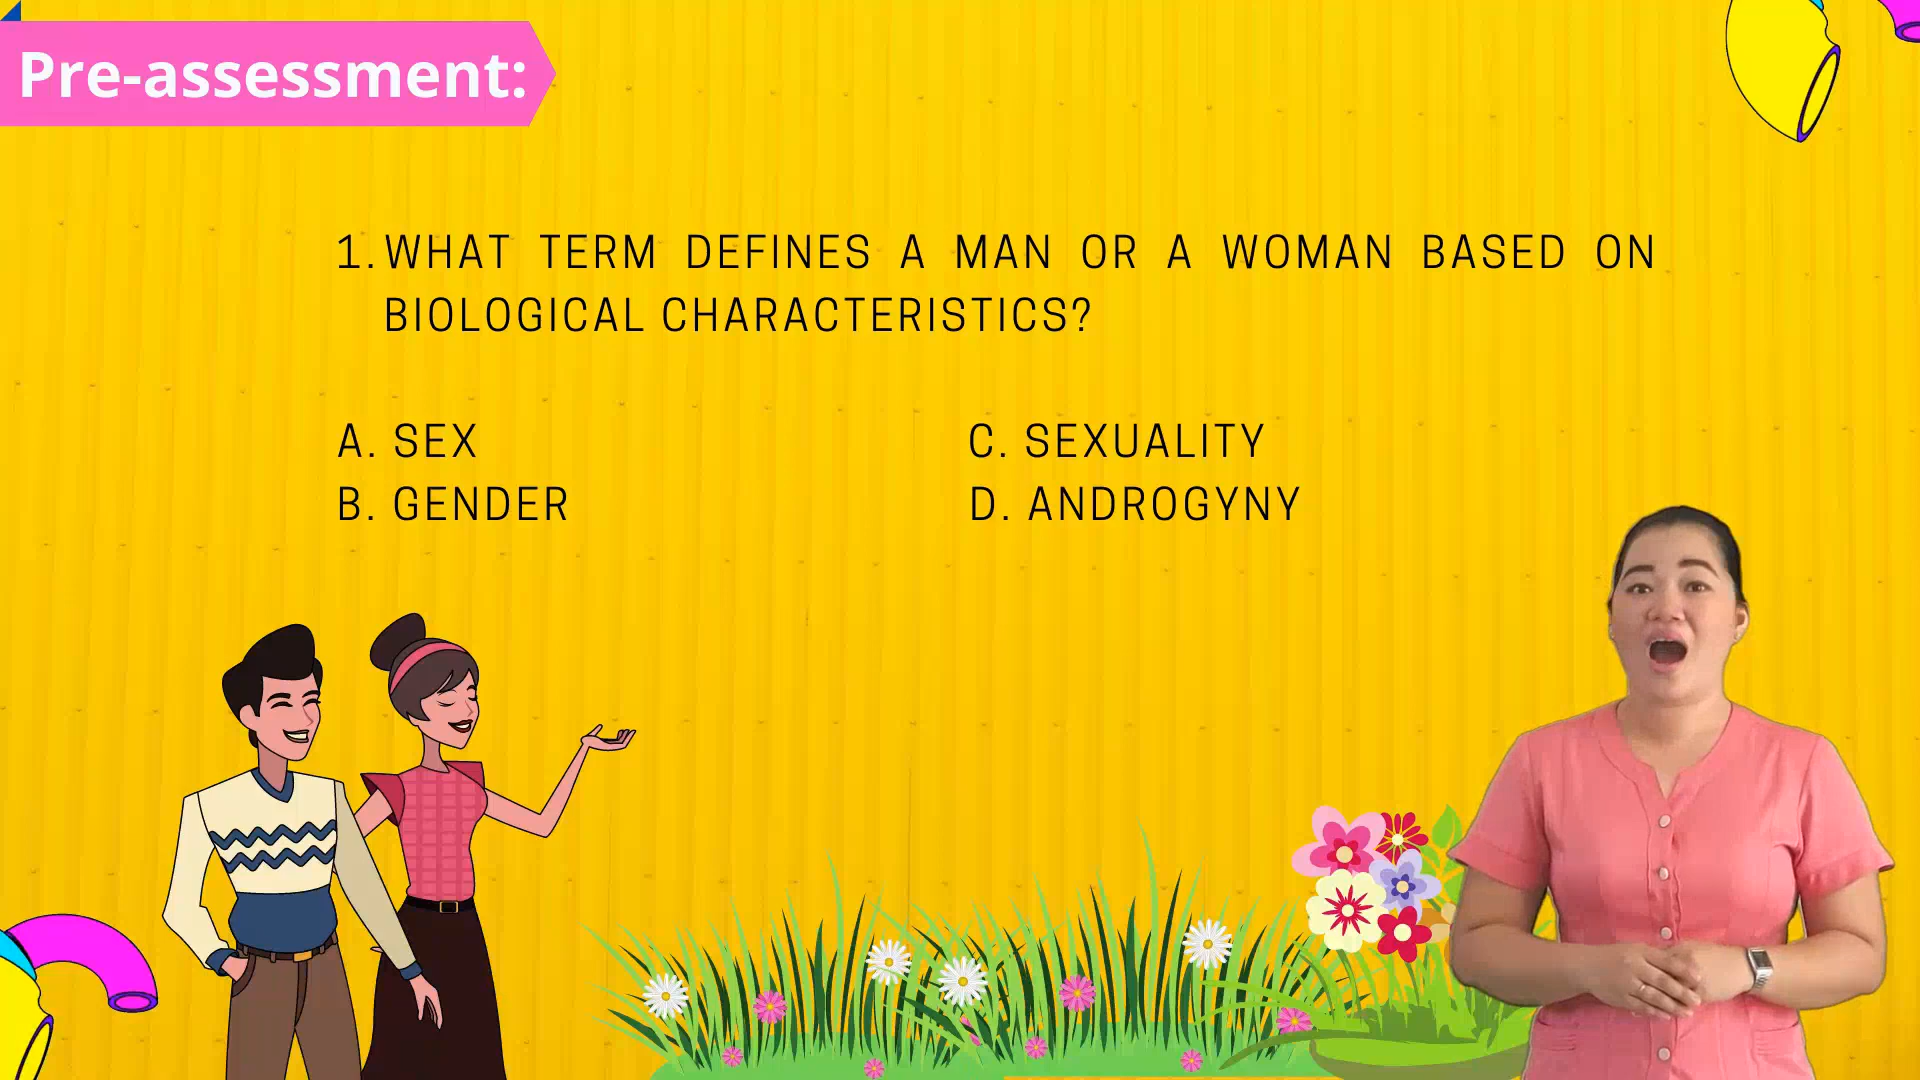 Pre-assessment:
1. WHAT TERM DEFINES A MAN OR A WOMAN BASED ON
BIOLOGICAL CHARACTERISTICS?
A. SEX
B. GENDER
C. SEXUALITY
D. ANDROGYNY